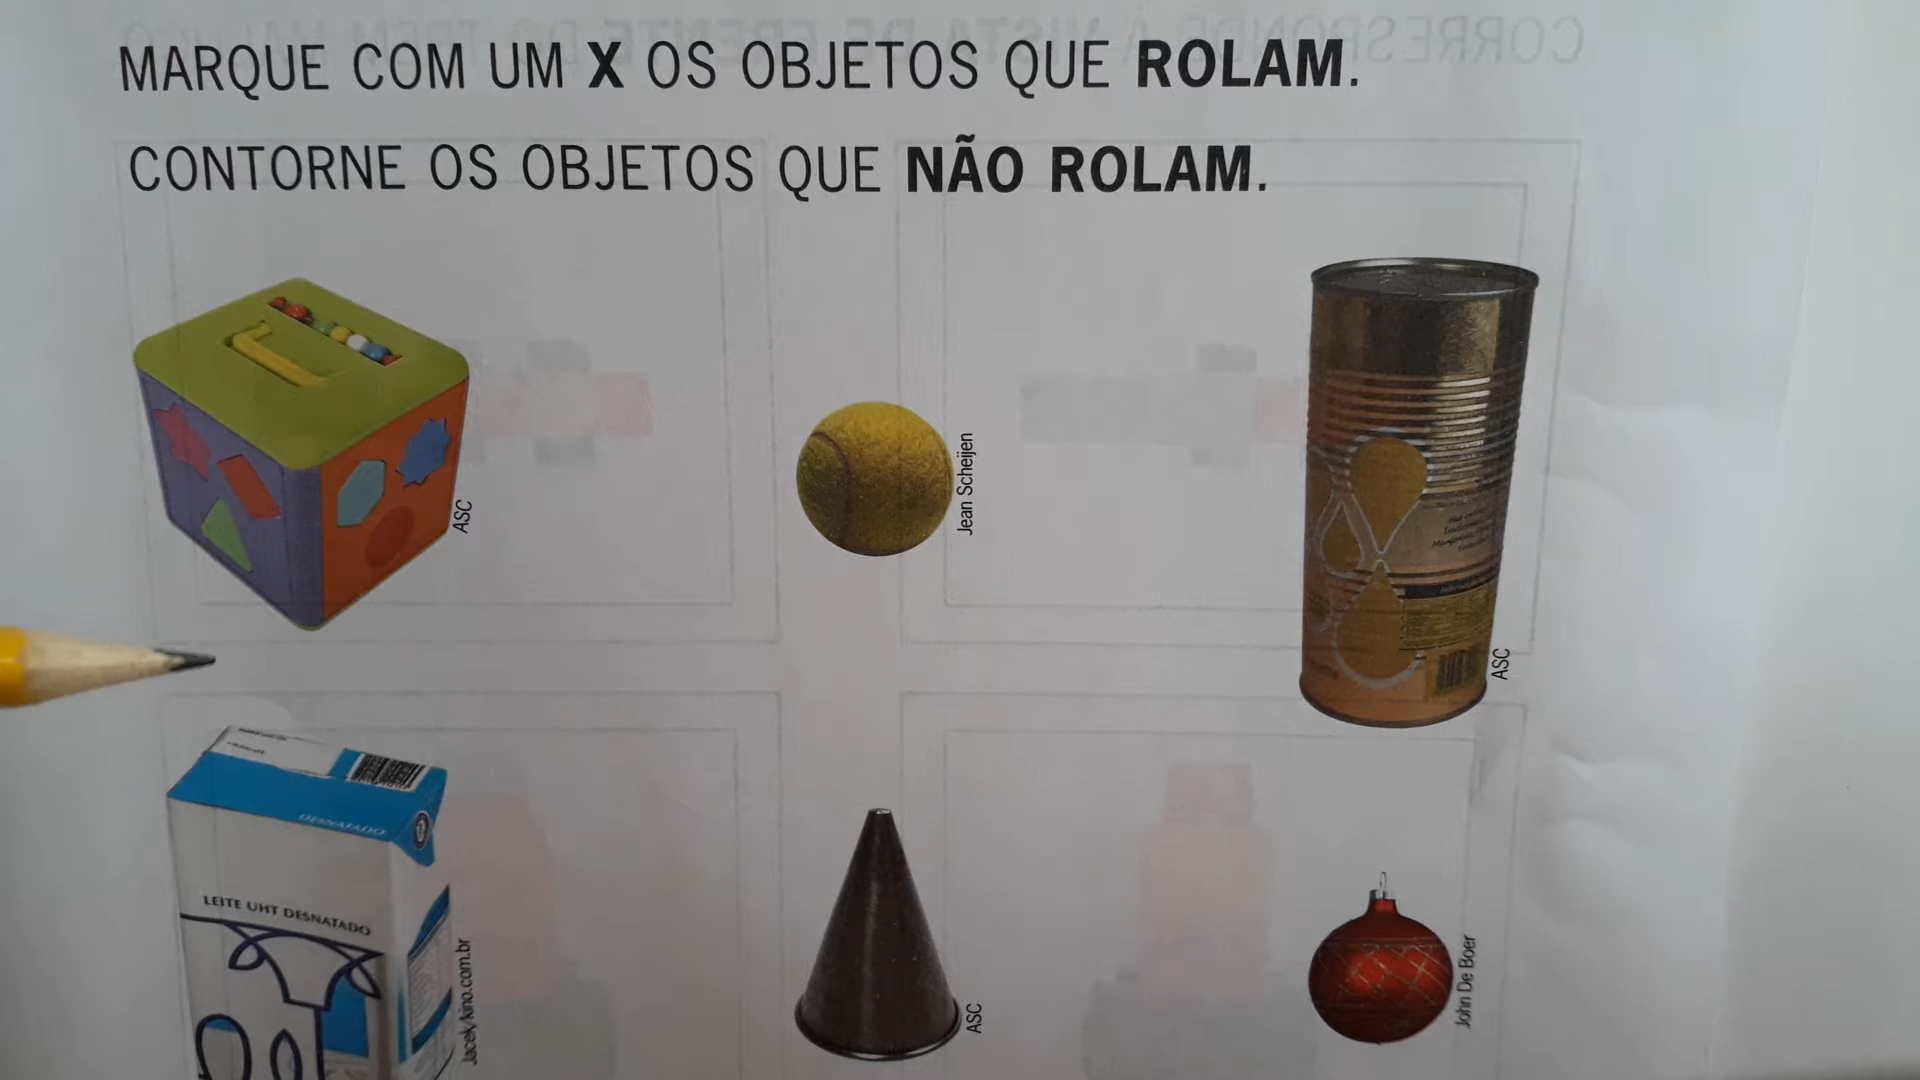 MARQUE COM UM X OS OBJETOS QUE ROLAM.
CONTORNE OS OBJETOS QUE NÃO ROLAM.
ASC
Jean Scheijen
ASC
DESNATADO
LEITE UHT DESNATADO
Jacek/kino.com.br
ASC
John De Boer